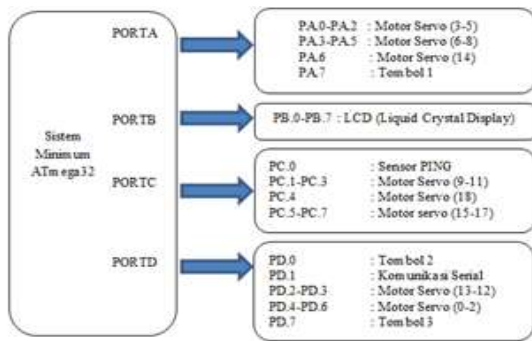 Sistem
Minimum
ATmega32
PORTA
PA.0-PA.2 : Motor Servo (3-5)
PA.3-PA.5 : Motor Servo (6-8)
PA.6 : Motor Servo (14)
PA.7 : Tombol 1
PORTB
PB.0-PB.7 : LCD (Liquid Crystal Display)
PORTC
PC.0 : Sensor PING
PC.1-PC.3 : Motor Servo (9-11)
PC.4 : Motor Servo (18)
PC.5-PC.7 : Motor servo (15-17)
PORTD
PD.0 : Tombol 2
PD.1 : Komunikasi Serial
PD.2-PD.3 : Motor Servo (13-12)
PD.4-PD.6 : Motor Servo (0-2)
PD.7 : Tombol 3